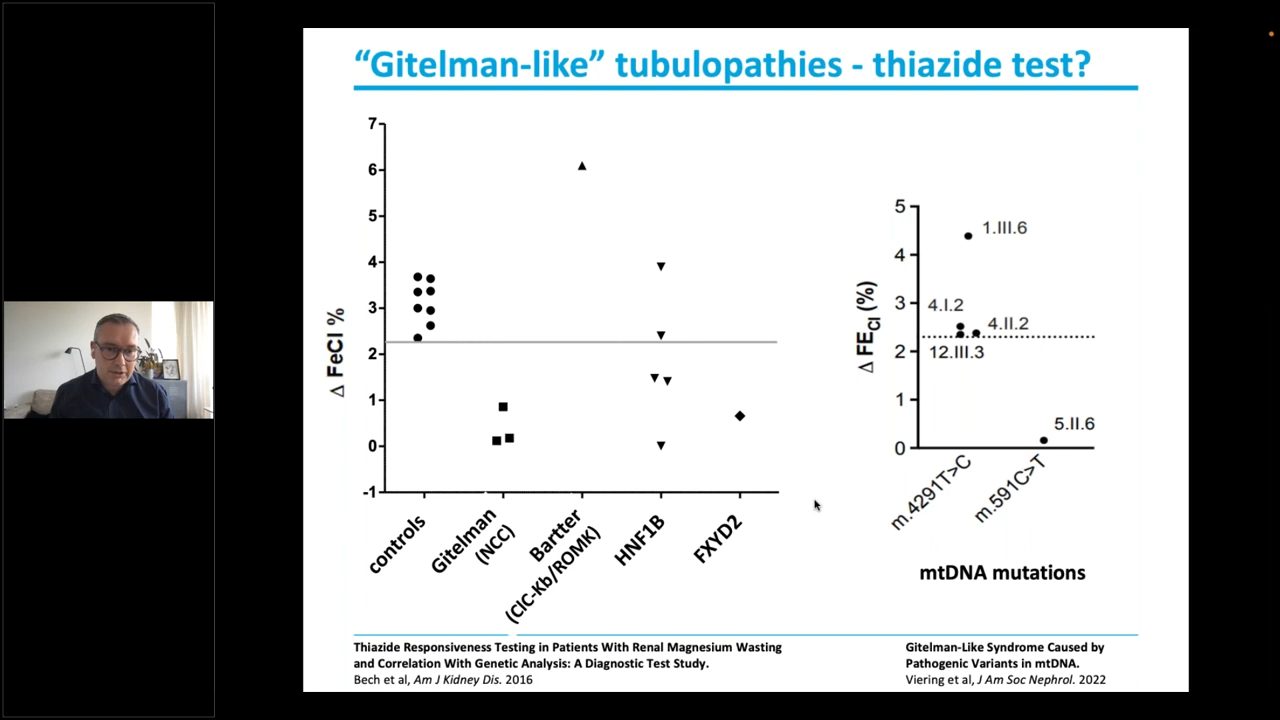 “Gitelman-like” tubulopathies - thiazide test?
7
6
5
4
3
2
1
0
-1
Δ FeCl %
controls
Gitelman
(NCC)
Bartter
(ClC-Kb/ROMK)
HNF1B
FXYD2
5
4
3
2
1
0
Δ FECl (%)
1.III.6
4.I.2
4.II.2
12.III.3
5.II.6
m.4291T>C
m.591C>T
mtDNA mutations
Thiazide Responsiveness Testing in Patients With Renal Magnesium Wasting
and Correlation With Genetic Analysis: A Diagnostic Test Study.
Bech et al, Am J Kidney Dis. 2016
Gitelman-Like Syndrome Caused by
Pathogenic Variants in mtDNA.
Viering et al, J Am Soc Nephrol. 2022